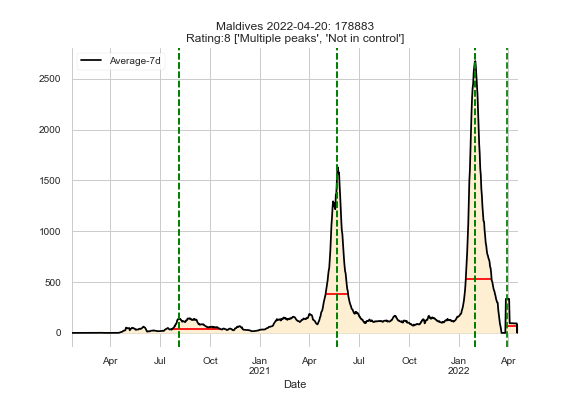 Maldives 2022-04-20: 178883
Rating:8 ['Multiple peaks', 'Not in control']
Average-7d
2500
2000
1500
1000
500
0
Apr Jul Oct Jan Apr Jul Oct Jan Apr
2021 2022
Date